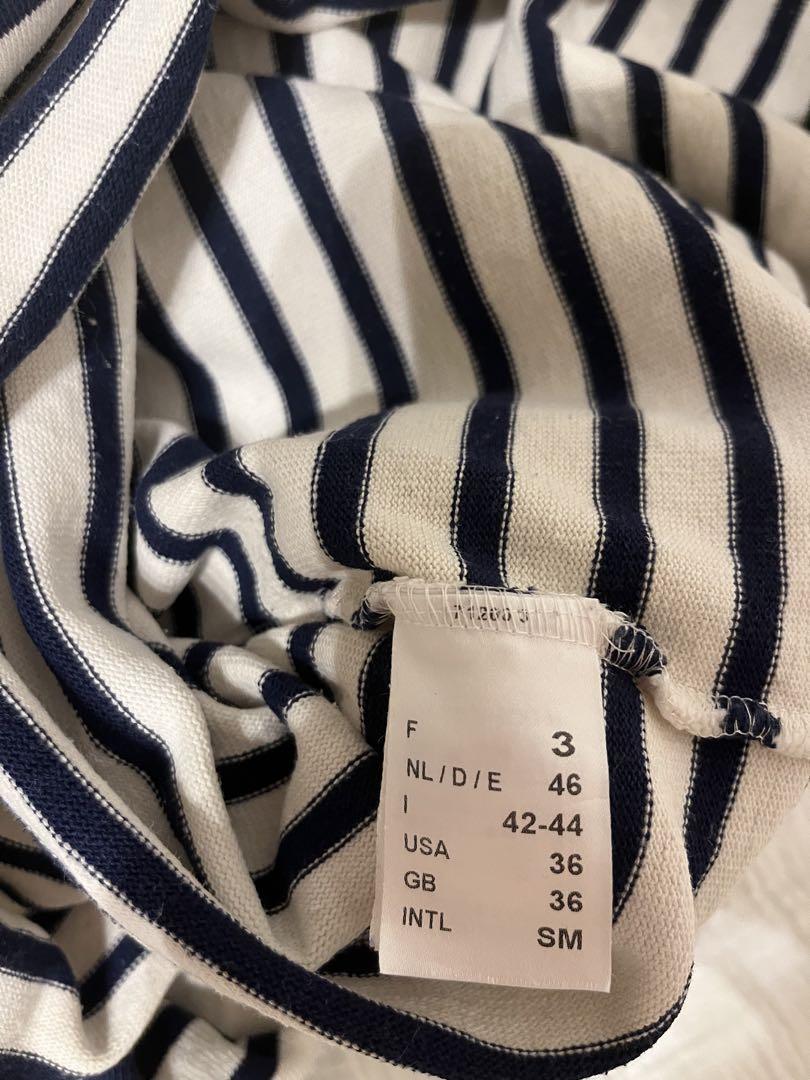 F 3
NL / D / E 46
I 42-44
USA 36
GB 36
INTL SM